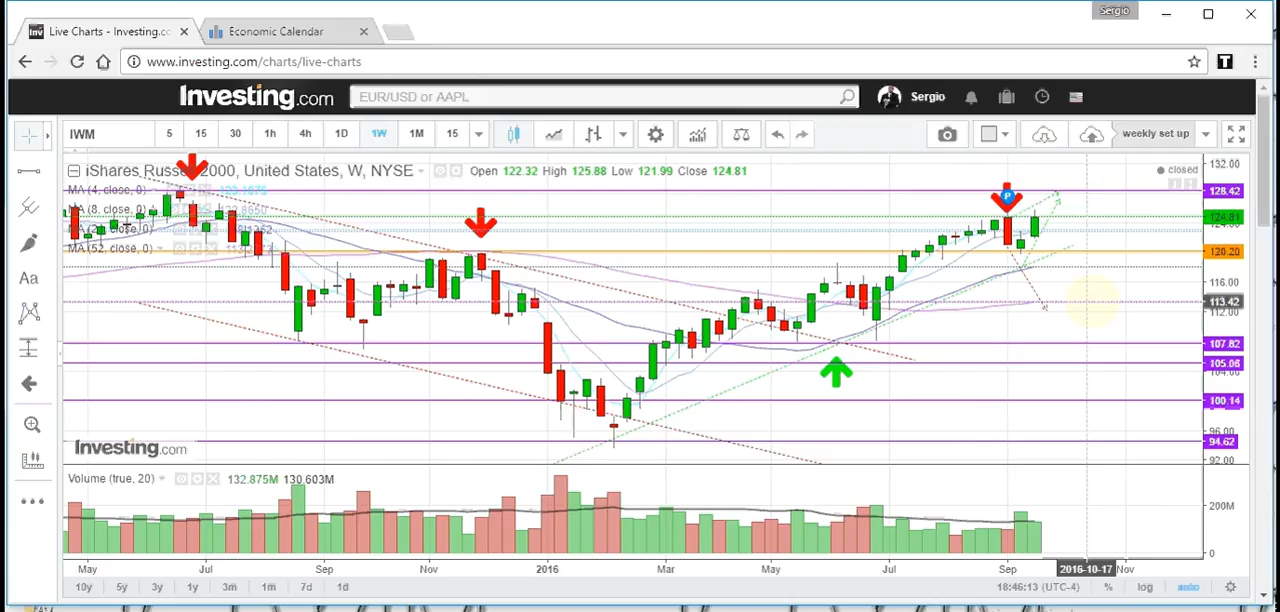 Sergio
Live Charts - Investing.co
Economic Calendar
www.investing.com/charts/live-charts
T
Investing.com
EUR/USD or AAPL
Sergio
IWM
5 15 30 1h 4h 1D 1W 1M 15
weekly set up
iShares Russell 2000, United States, W, NYSE
Open 122.32 High 125.88 Low 121.99 Close 124.81
closed
MA (4, close, 0)
MA (8, close, 0)
MA (52, close, 0)
Aa
132.00
128.42
124.81
120.20
116.00
113.42
112.00
107.82
105.06
104.00
100.14
96.00
94.62
92.00
P
Investing.com
Volume (true, 20) 132.875M 130.603M
200M
0
May Jul Sep Nov 2016 Mar May Jul Sep 2016-10-17 Nov
10y 5y 3y 1y 3m 1m 7d 1d
18:46:13 (UTC-4) % log auto